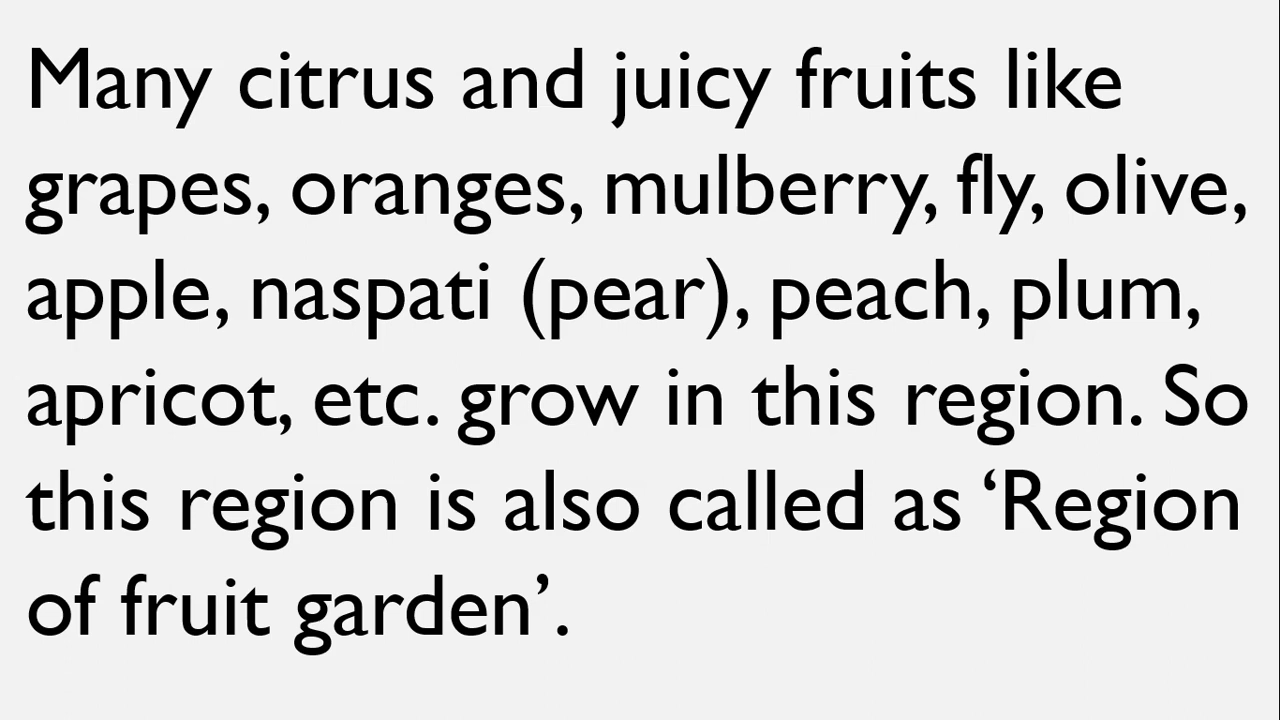 Many citrus and juicy fruits like
grapes, oranges, mulberry, fly, olive,
apple, naspati (pear), peach, plum,
apricot, etc. grow in this region. So
this region is also called as ‘Region
of fruit garden’.